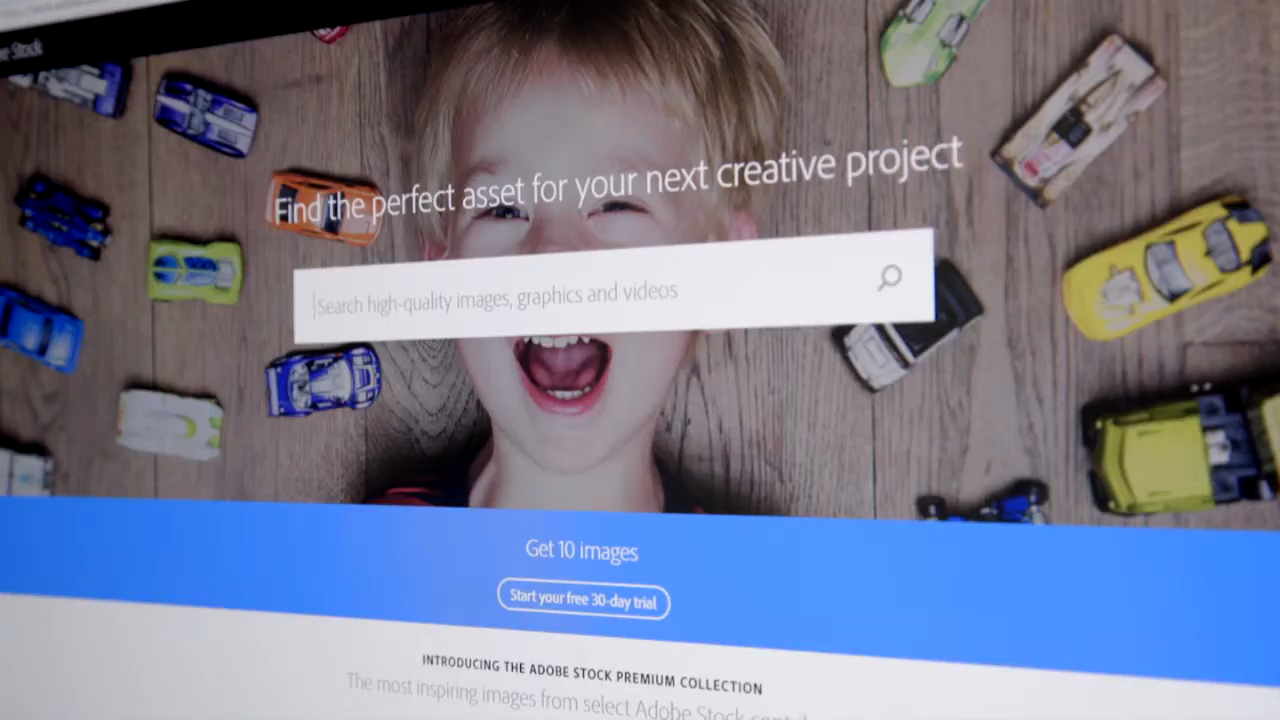 Stock
Find the perfect asset for your next creative project
Search high-quality images, graphics and videos
Get 10 images
Start your free 30-day trial
INTRODUCING THE ADOBE STOCK PREMIUM COLLECTION
The most inspiring images from select Adobe Stock